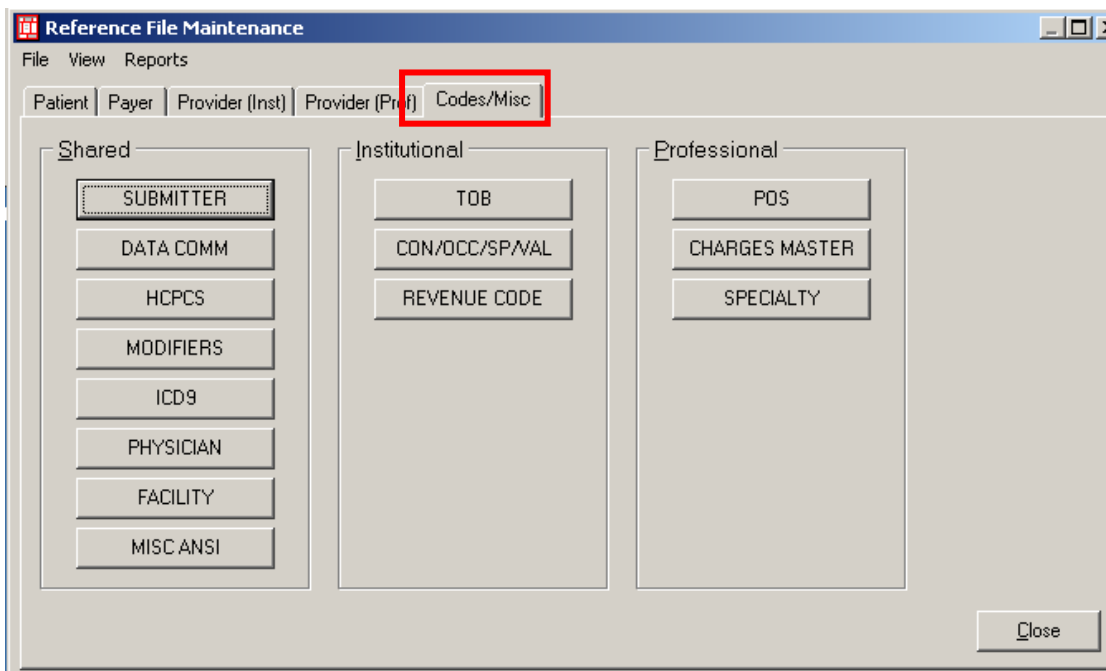 Reference File Maintenance
File View Reports
Patient Payer Provider (Inst) Provider (Prof) Codes/Misc
Shared
SUBMITTER
DATA COMM
HCPCS
MODIFIERS
ICD9
PHYSICIAN
FACILITY
MISC ANSI
Institutional
TOB
CON/OCC/SP/VAL
REVENUE CODE
Professional
POS
CHARGES MASTER
SPECIALTY
Close